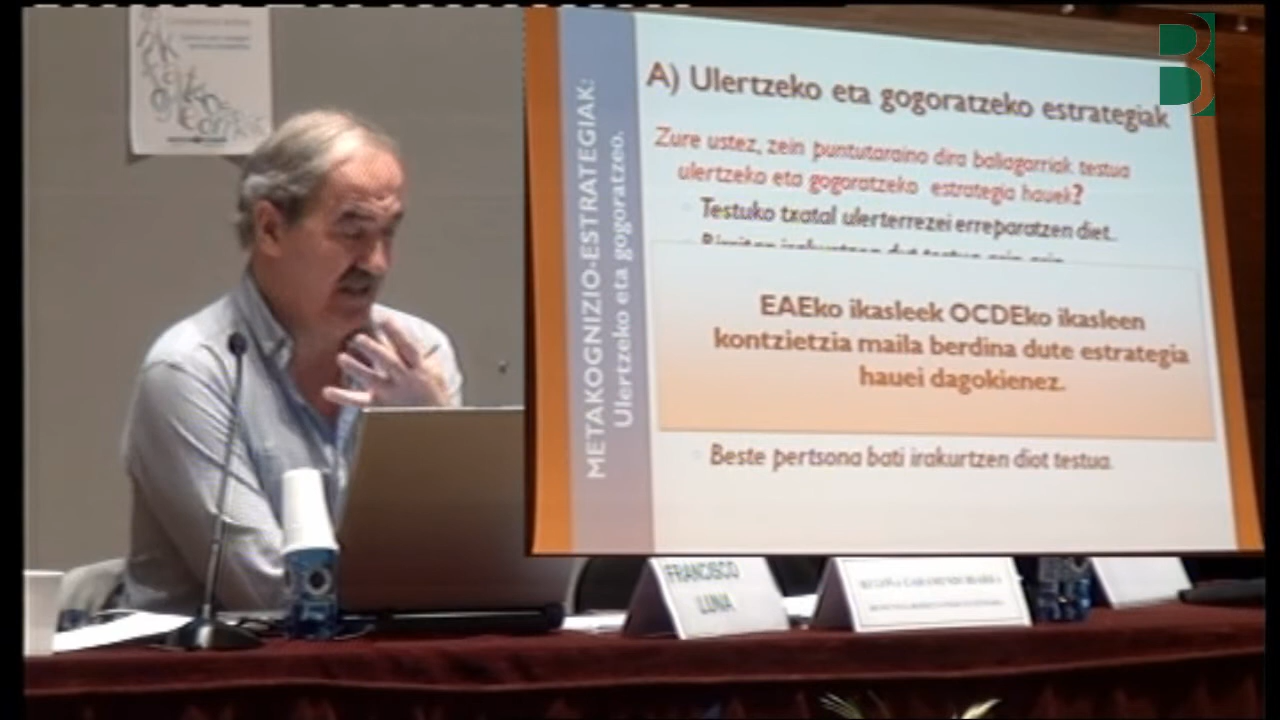 A) Ulertzeko eta gogoratzeko estrategiak
Zure ustez, zein puntutaraino dira baliagarriak testua
ulertzeko eta gogoratzeko estrategia hauek?
Testuko txatal ulerterrezei erreparatzen diet.
EAEko ikasleek OCDEko ikasleen
kontzietzia maila berdina dute estrategia
hauei dagokienez.
Beste pertsona bati irakurtzen diot testua.
METAKOGNIZIO-ESTRATEGIAK:
Ulertzeko eta gogoratzeo.
FRANCISCO
LUNA
B